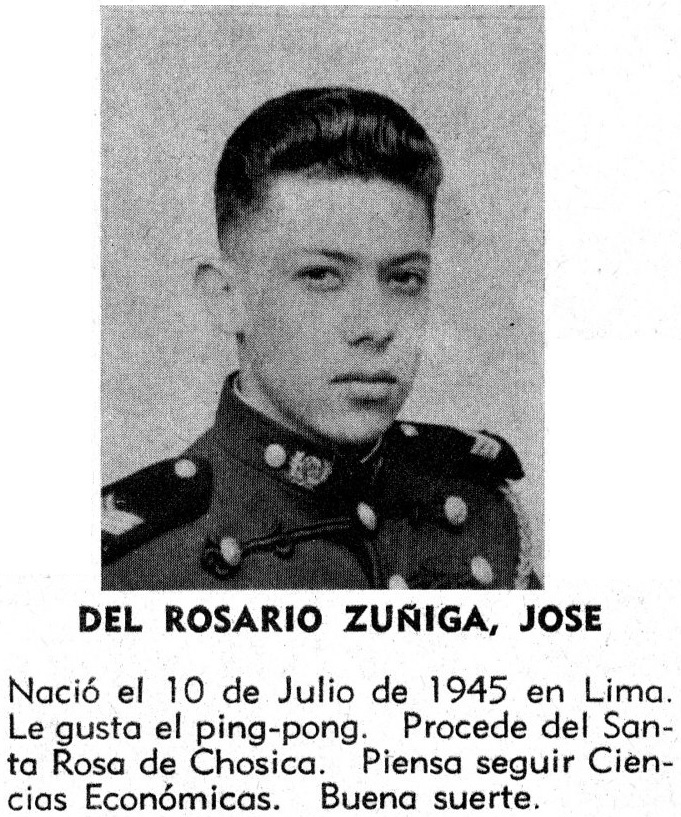 DEL ROSARIO ZUÑIGA, JOSE
Nació el 10 de Julio de 1945 en Lima.
Le gusta el ping-pong. Procede del San-
ta Rosa de Chosica. Piensa seguir Cien-
cias Económicas. Buena suerte.